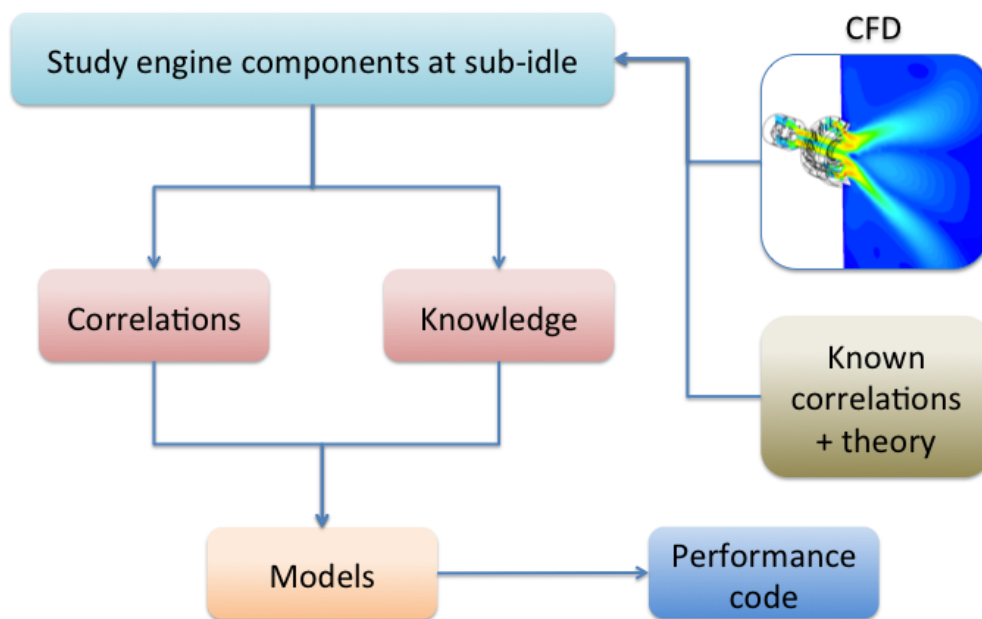 CFD
Study engine components at sub-idle
Correlations
Knowledge
Known
correlations
+ theory
Models
Performance
code